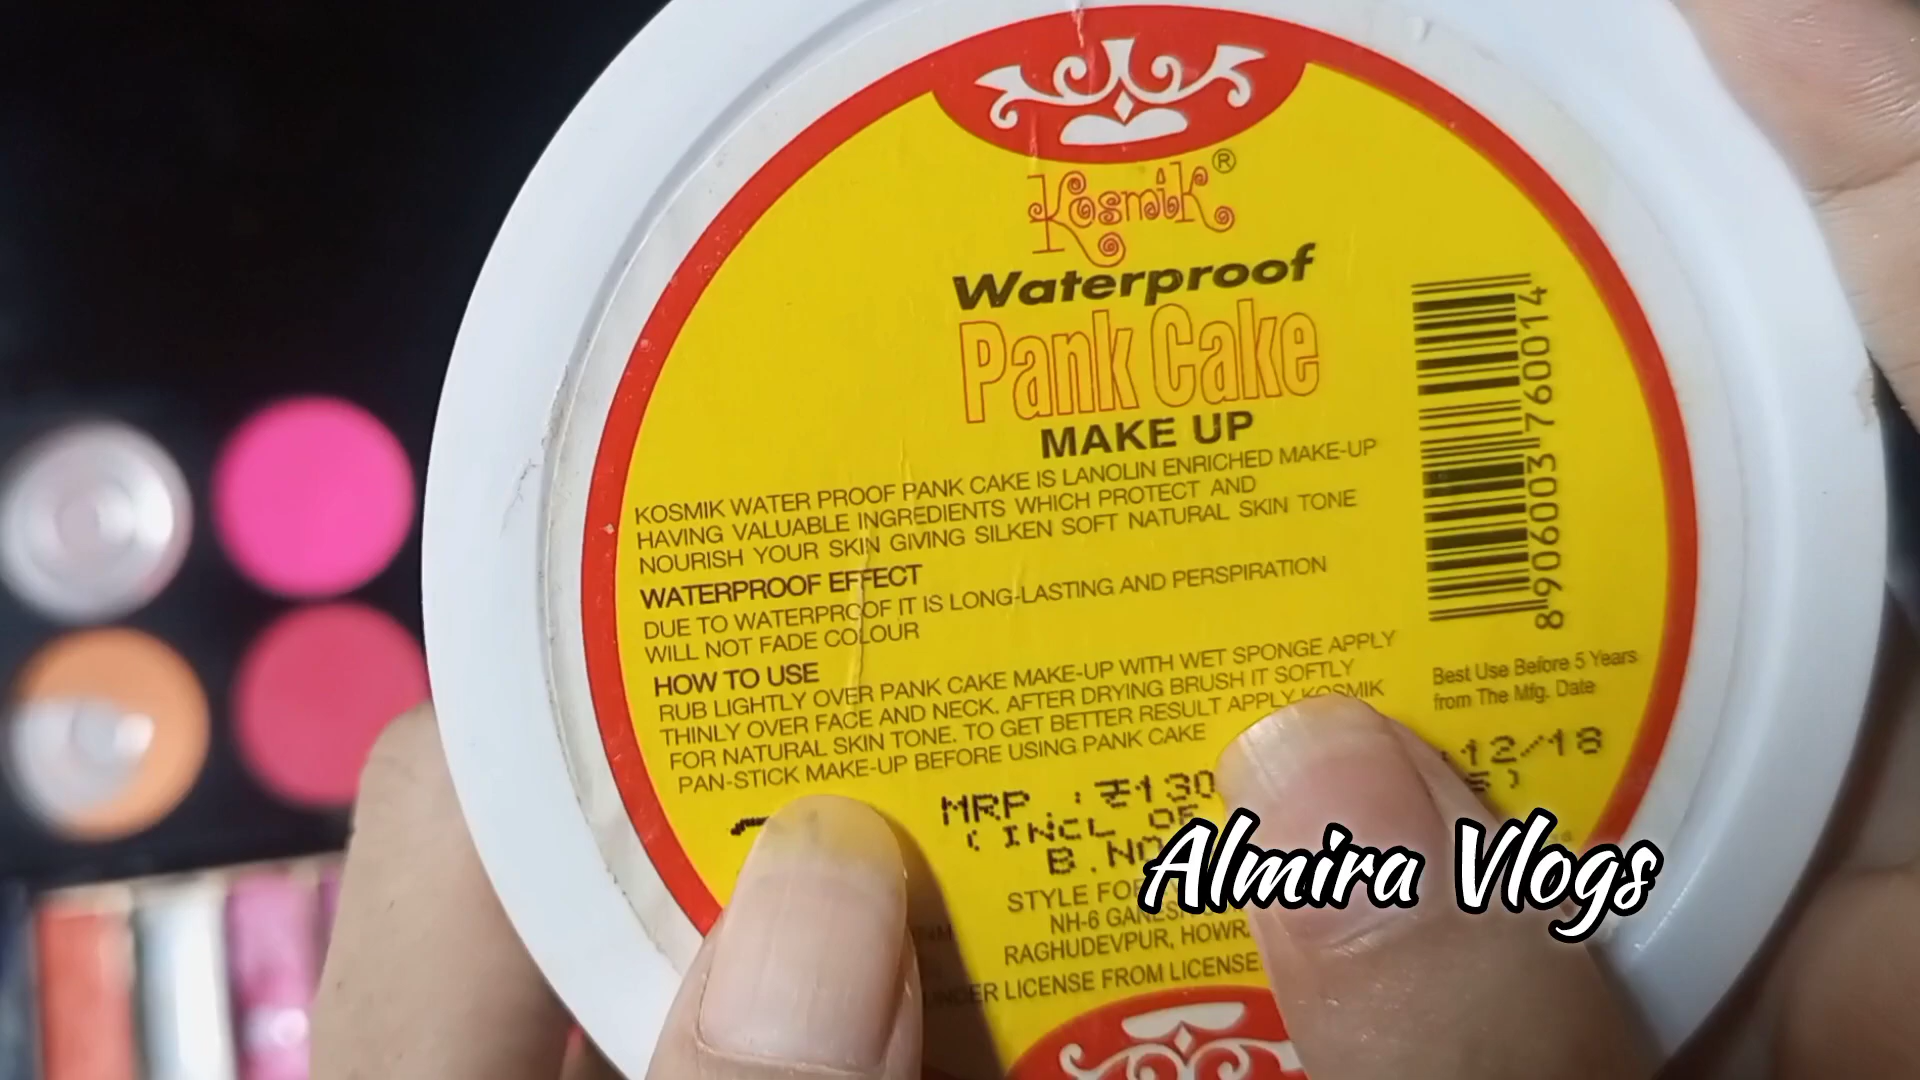 Kosmik®
Waterproof
Pank Cake
MAKE UP
KOSMIK WATER PROOF PANK CAKE IS LANOLIN ENRICHED MAKE-UP
HAVING VALUABLE INGREDIENTS WHICH PROTECT AND
NOURISH YOUR SKIN GIVING SILKEN SOFT NATURAL SKIN TONE
WATERPROOF EFFECT
DUE TO WATERPROOF IT IS LONG-LASTING AND PERSPIRATION
WILL NOT FADE COLOUR
HOW TO USE
RUB LIGHTLY OVER PANK CAKE MAKE-UP WITH WET SPONGE APPLY
THINLY OVER FACE AND NECK. AFTER DRYING BRUSH IT SOFTLY
FOR NATURAL SKIN TONE. TO GET BETTER RESULT APPLY KOSMIK
PAN-STICK MAKE-UP BEFORE USING PANK CAKE
8 906003 760014
Best Use Before 5 Years
from The Mfg. Date
12/18
MRP : ₹130
( INCL OF
B.NO
STYLE FOR
NH-6
RAGHUDEVPUR,
LICENSE FROM
Almira Vlogs